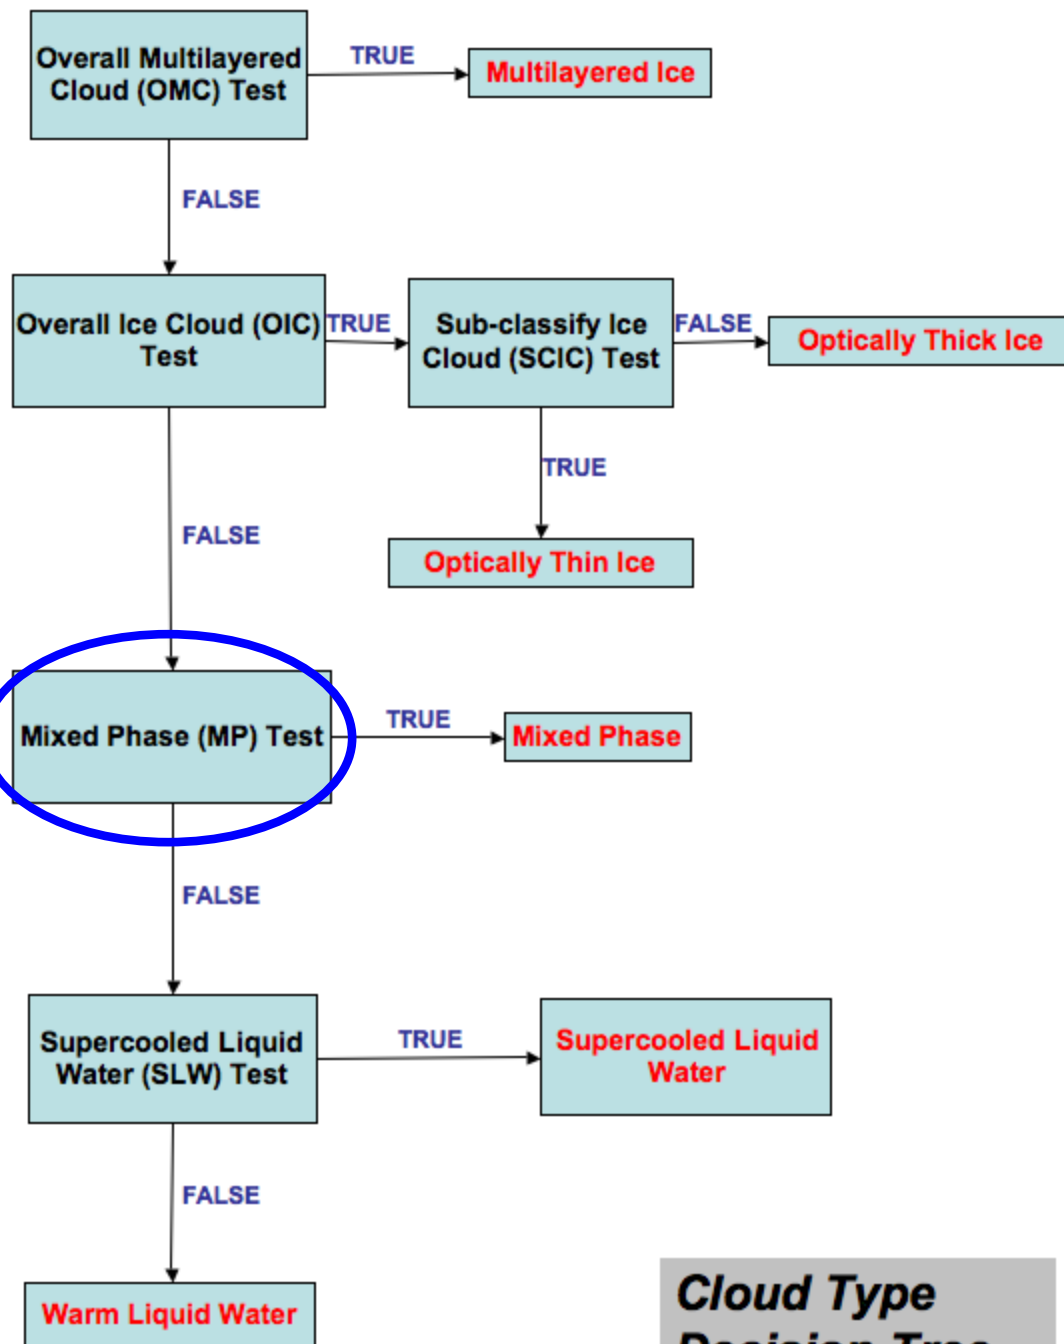 Overall Multilayered
Cloud (OMC) Test
TRUE
Multilayered Ice
FALSE
Overall Ice Cloud (OIC)
Test
TRUE
Sub-classify Ice
Cloud (SCIC) Test
FALSE
Optically Thick Ice
TRUE
Optically Thin Ice
FALSE
Mixed Phase (MP) Test
TRUE
Mixed Phase
FALSE
Supercooled Liquid
Water (SLW) Test
TRUE
Supercooled Liquid
Water
FALSE
Warm Liquid Water
Cloud Type
Decision Tree